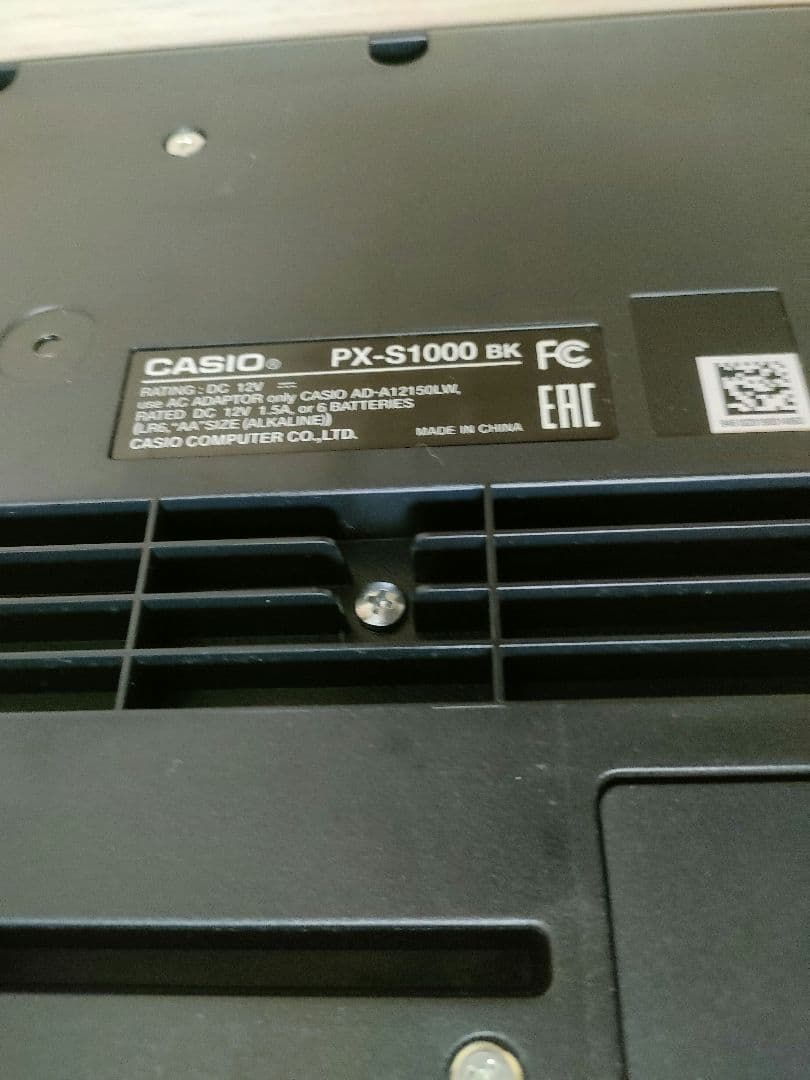 CASIO® PX-S1000 BK FC
RATING: DC 12V ⎓
USE AC ADAPTOR only CASIO AD-A12150LW,
RATED DC 12V 1.5A, or 6 BATTERIES
(LR6, "AA" SIZE (ALKALINE))
CASIO COMPUTER CO.,LTD. MADE IN CHINA EAC